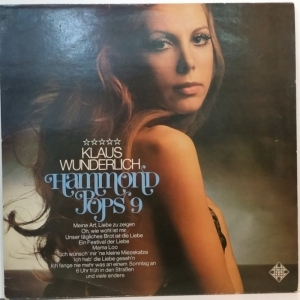 ☆☆☆☆☆
KLAUS
WUNDERLICH
HAMMOND
POPS 9
Meine Art, Liebe zu zeigen
Oh, wie wohl ist mir
Unser tägliches Brot ist die Liebe
Ein Festival der Liebe
Mama Loo
Ich wünsch' mir 'ne kleine Miezekatze
Ich hab' die Liebe geseh'n
Ich fange nie mehr was an einem Sonntag an
6 Uhr früh in den Straßen
und viele andere